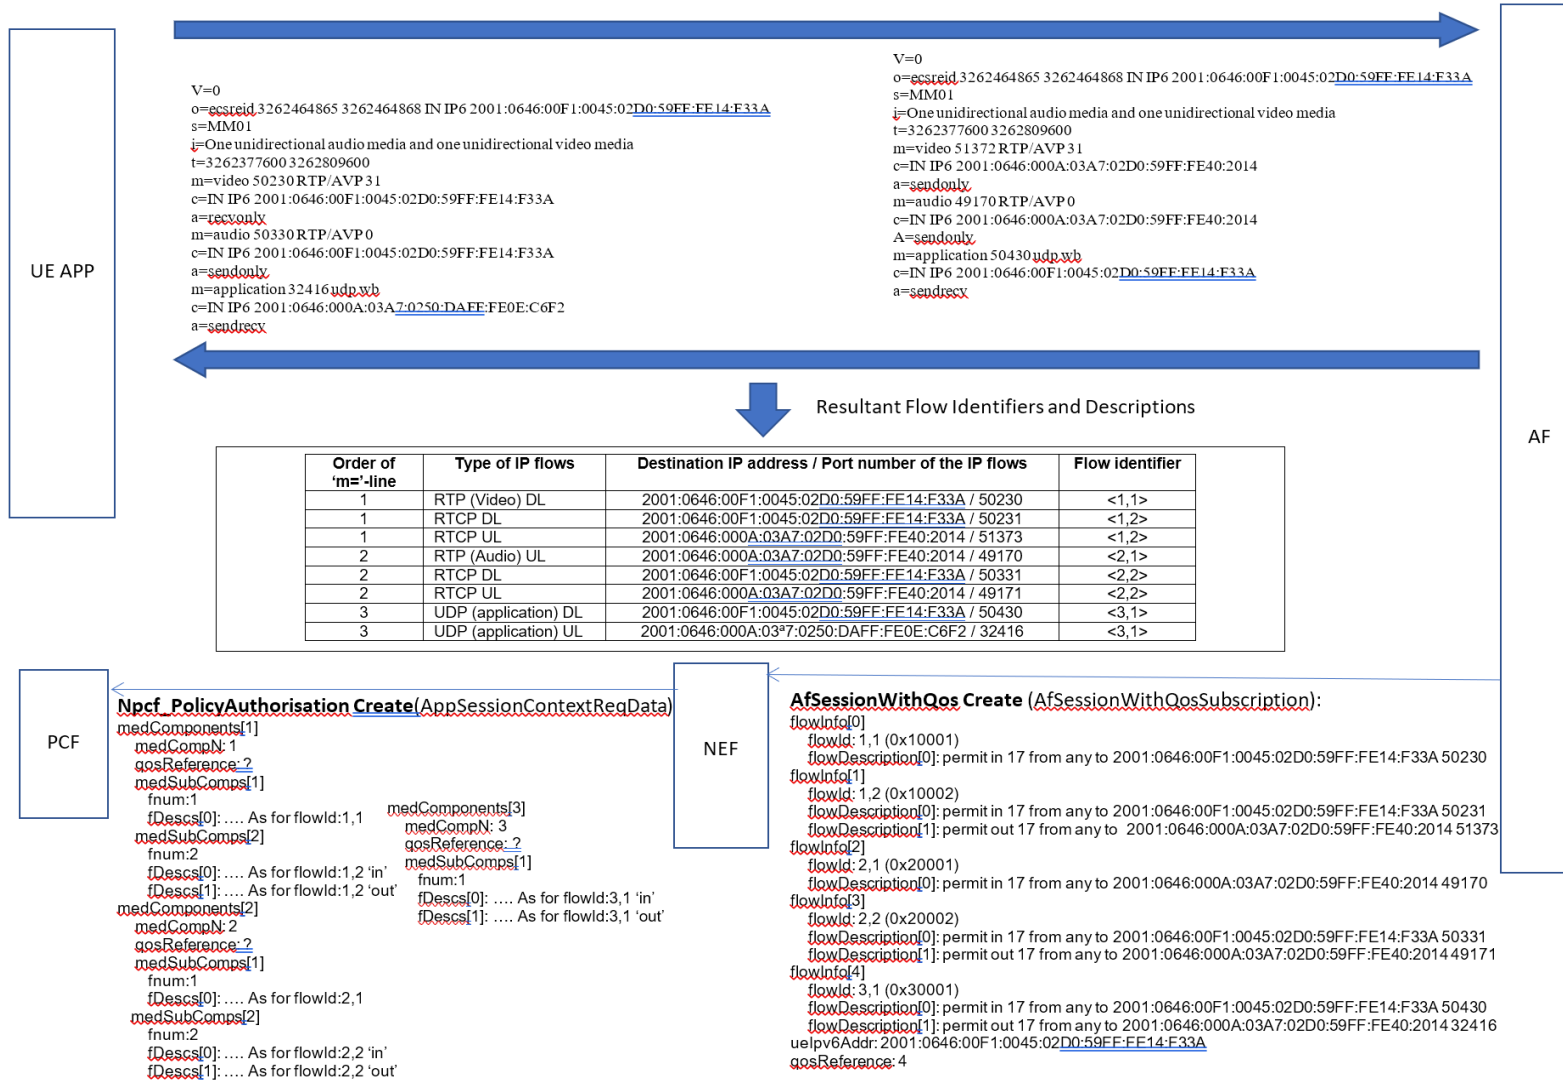 UE APP
V=0
o=ecsreid 3262464865 3262464868 IN IP6 2001:0646:00F1:0045:02D0:59FF:FE14:F33A
s=MM01
i=One unidirectional audio media and one unidirectional video media
t=3262377600 3262809600
m=video 50230 RTP/AVP 31
c=IN IP6 2001:0646:00F1:0045:02D0:59FF:FE14:F33A
a=recvonly
m=audio 50330 RTP/AVP 0
c=IN IP6 2001:0646:00F1:0045:02D0:59FF:FE14:F33A
a=sendonly
m=application 32416 udp wb
c=IN IP6 2001:0646:000A:03A7:0250:DAFF:FE0E:C6F2
a=sendrecv
V=0
o=ecsreid 3262464865 3262464868 IN IP6 2001:0646:00F1:0045:02D0:59FF:FE14:F33A
s=MM01
i=One unidirectional audio media and one unidirectional video media
t=3262377600 3262809600
m=video 51372 RTP/AVP 31
c=IN IP6 2001:0646:000A:03A7:02D0:59FF:FE40:2014
a=sendonly
m=audio 49170 RTP/AVP 0
c=IN IP6 2001:0646:000A:03A7:02D0:59FF:FE40:2014
A=sendonly
m=application 50430 udp wb
c=IN IP6 2001:0646:00F1:0045:02D0:59FF:FE14:F33A
a=sendrecv
AF
Resultant Flow Identifiers and Descriptions
Order of 'm='-line Type of IP flows Destination IP address / Port number of the IP flows Flow identifier
1 RTP (Video) DL 2001:0646:00F1:0045:02D0:59FF:FE14:F33A / 50230 <1,1>
1 RTCP DL 2001:0646:00F1:0045:02D0:59FF:FE14:F33A / 50231 <1,2>
1 RTCP UL 2001:0646:000A:03A7:02D0:59FF:FE40:2014 / 51373 <1,2>
2 RTP (Audio) UL 2001:0646:000A:03A7:02D0:59FF:FE40:2014 / 49170 <2,1>
2 RTCP DL 2001:0646:00F1:0045:02D0:59FF:FE14:F33A / 50331 <2,2>
2 RTCP UL 2001:0646:000A:03A7:02D0:59FF:FE40:2014 / 49171 <2,2>
3 UDP (application) DL 2001:0646:00F1:0045:02D0:59FF:FE14:F33A / 50430 <3,1>
3 UDP (application) UL 2001:0646:000A:03ª7:0250:DAFF:FE0E:C6F2 / 32416 <3,1>
PCF
Npcf_PolicyAuthorisation Create(AppSessionContextReqData)
medComponents[1]
medCompN: 1
qosReference: ?
medSubComps[1]
fnum:1
fDescs[0]: .... As for flowId:1,1
medSubComps[2]
fnum:2
fDescs[0]: .... As for flowId:1,2 'in'
fDescs[1]: .... As for flowId:1,2 'out'
medComponents[2]
medCompN: 2
qosReference: ?
medSubComps[1]
fnum:1
fDescs[0]: .... As for flowId:2,1
medSubComps[2]
fnum:2
fDescs[0]: .... As for flowId:2,2 'in'
fDescs[1]: .... As for flowId:2,2 'out'
medComponents[3]
medCompN: 3
qosReference: ?
medSubComps[1]
fnum:1
fDescs[0]: .... As for flowId:3,1 'in'
fDescs[1]: .... As for flowId:3,1 'out'
NEF
AfSessionWithQos Create (AfSessionWithQosSubscription):
flowInfo[0]
flowId: 1,1 (0x10001)
flowDescription[0]: permit in 17 from any to 2001:0646:00F1:0045:02D0:59FF:FE14:F33A 50230
flowInfo[1]
flowId: 1,2 (0x10002)
flowDescription[0]: permit in 17 from any to 2001:0646:00F1:0045:02D0:59FF:FE14:F33A 50231
flowDescription[1]: permit out 17 from any to 2001:0646:000A:03A7:02D0:59FF:FE40:2014 51373
flowInfo[2]
flowId: 2,1 (0x20001)
flowDescription[0]: permit in 17 from any to 2001:0646:000A:03A7:02D0:59FF:FE40:2014 49170
flowInfo[3]
flowId: 2,2 (0x20002)
flowDescription[0]: permit in 17 from any to 2001:0646:00F1:0045:02D0:59FF:FE14:F33A 50331
flowDescription[1]: permit out 17 from any to 2001:0646:000A:03A7:02D0:59FF:FE40:2014 49171
flowInfo[4]
flowId: 3,1 (0x30001)
flowDescription[0]: permit in 17 from any to 2001:0646:00F1:0045:02D0:59FF:FE14:F33A 50430
flowDescription[1]: permit out 17 from any to 2001:0646:000A:03A7:02D0:59FF:FE40:2014 32416
ueIpv6Addr: 2001:0646:00F1:0045:02D0:59FF:FE14:F33A
qosReference: 4